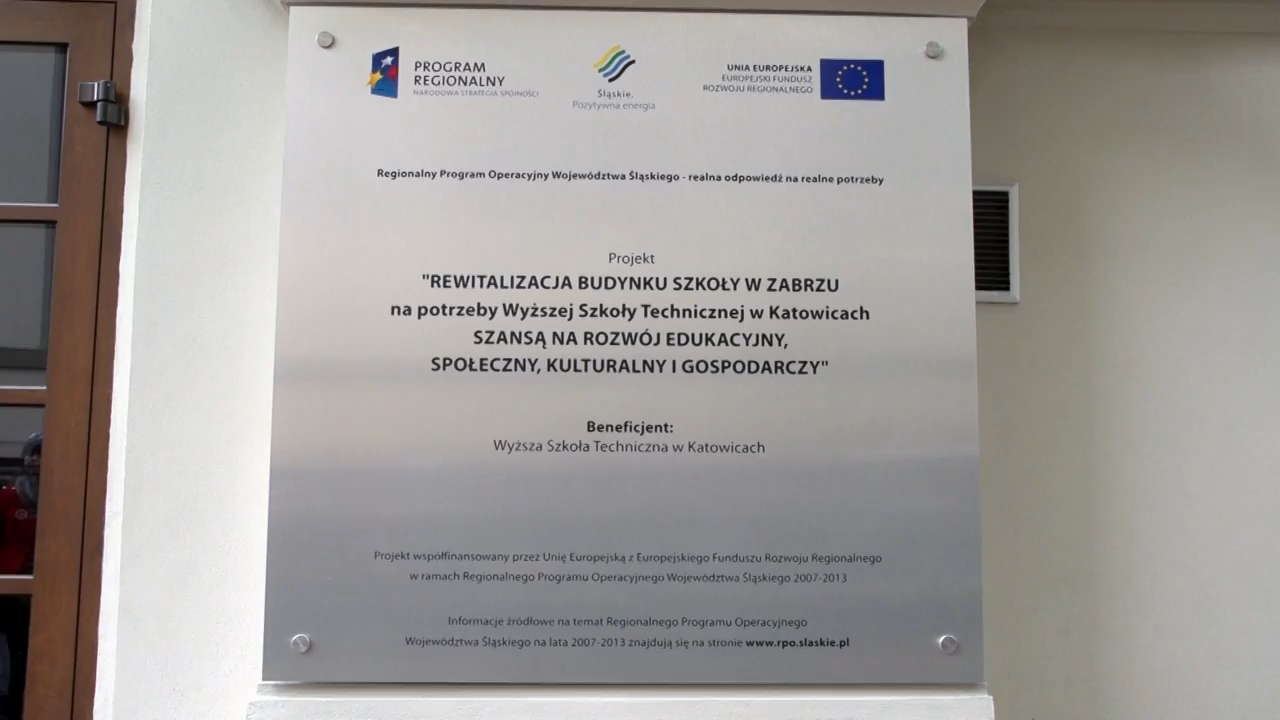 PROGRAM
REGIONALNY
NARODOWA STRATEGIA SPÓJNOŚCI
Śląskie.
Pozytywna energia
UNIA EUROPEJSKA
EUROPEJSKI FUNDUSZ
ROZWOJU REGIONALNEGO
Regionalny Program Operacyjny Województwa Śląskiego - realna odpowiedź na realne potrzeby
Projekt
"REWITALIZACJA BUDYNKU SZKOŁY W ZABRZU
na potrzeby Wyższej Szkoły Technicznej w Katowicach
SZANSĄ NA ROZWÓJ EDUKACYJNY,
SPOŁECZNY, KULTURALNY I GOSPODARCZY"
Beneficjent:
Wyższa Szkoła Techniczna w Katowicach
Projekt współfinansowany przez Unię Europejską z Europejskiego Funduszu Rozwoju Regionalnego
w ramach Regionalnego Programu Operacyjnego Województwa Śląskiego 2007-2013
Informacje źródłowe na temat Regionalnego Programu Operacyjnego
Województwa Śląskiego na lata 2007-2013 znajdują się na stronie www.rpo.slaskie.pl